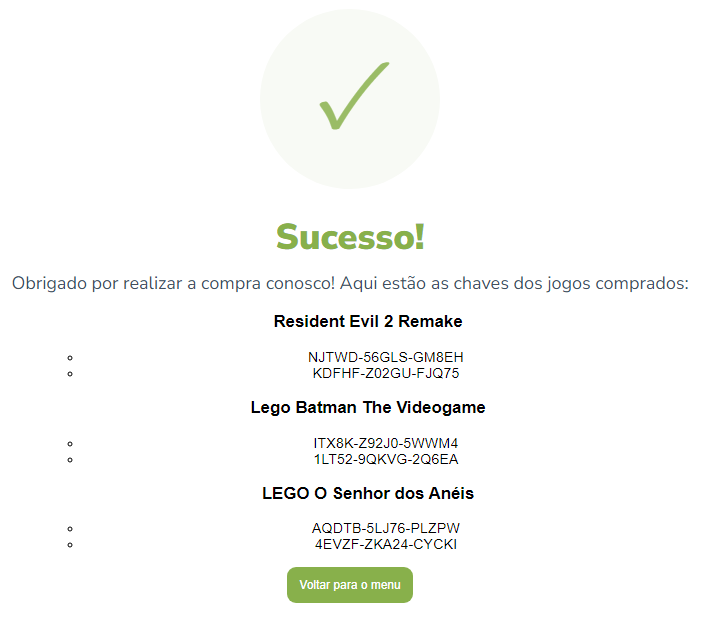 Sucesso!
Obrigado por realizar a compra conosco! Aqui estão as chaves dos jogos comprados:
Resident Evil 2 Remake
NJTWD-56GLS-GM8EH
KDFHF-Z02GU-FJQ75
Lego Batman The Videogame
ITX8K-Z92J0-5WWM4
1LT52-9QKVG-2Q6EA
LEGO O Senhor dos Anéis
AQDTB-5LJ76-PLZPW
4EVZF-ZKA24-CYCKI
Voltar para o menu